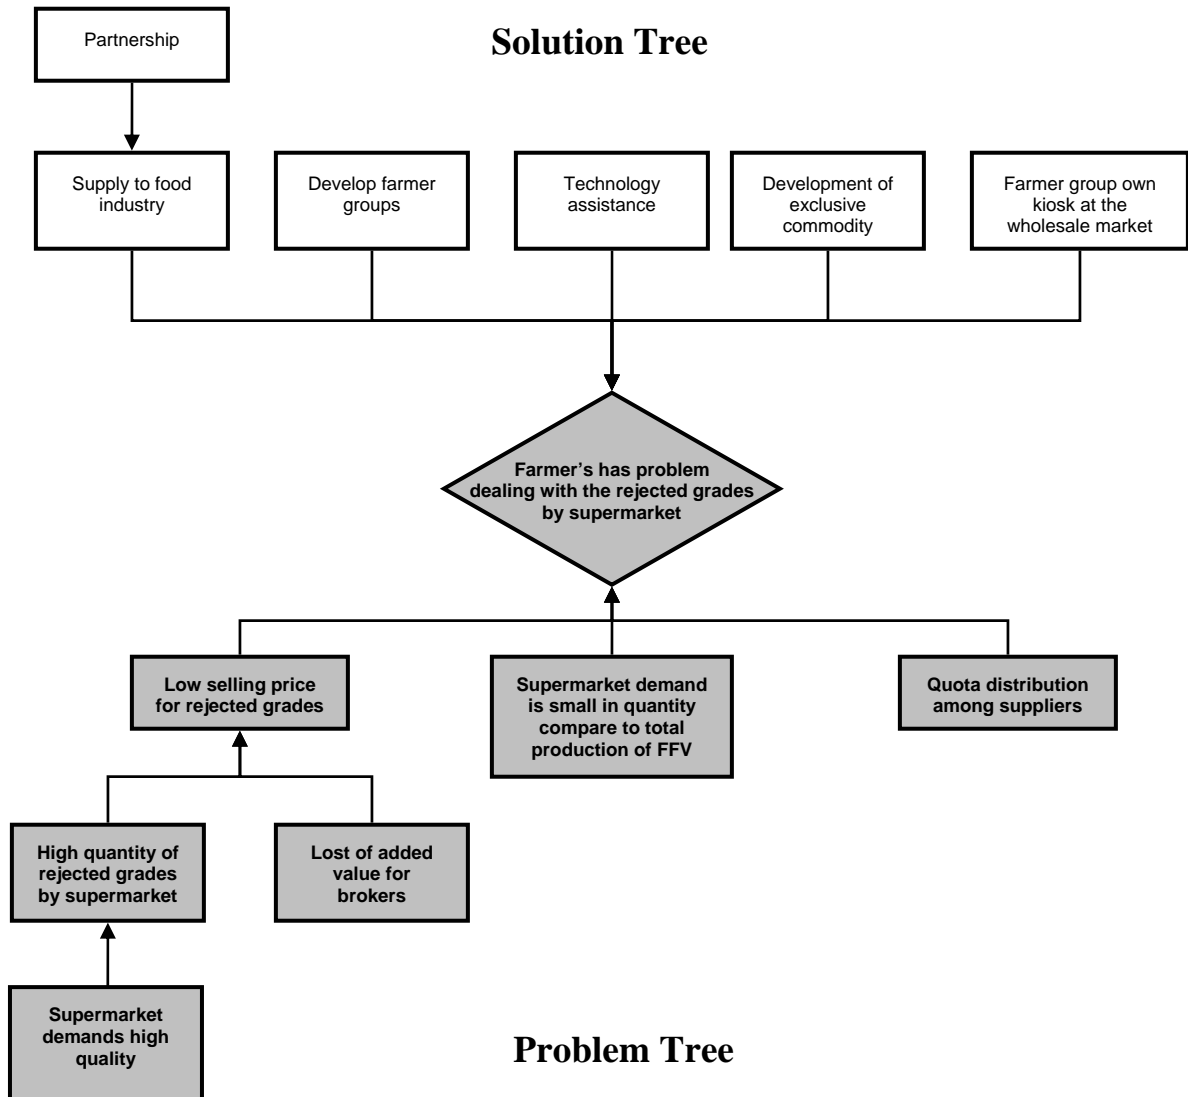 Partnership
Solution Tree
Supply to food
industry
Develop farmer
groups
Technology
assistance
Development of
exclusive
commodity
Farmer group own
kiosk at the
wholesale market
Farmer's has problem
dealing with the rejected grades
by supermarket
Low selling price
for rejected grades
Supermarket demand
is small in quantity
compare to total
production of FFV
Quota distribution
among suppliers
High quantity of
rejected grades
by supermarket
Lost of added
value for
brokers
Supermarket
demands high
quality
Problem Tree